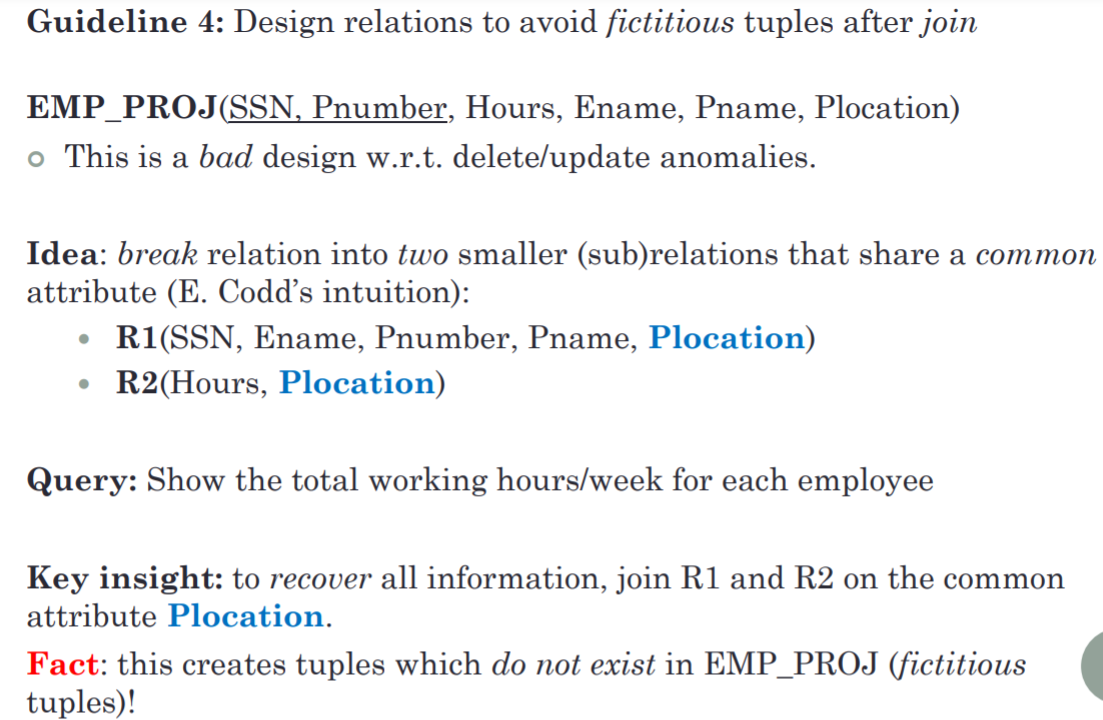 Guideline 4: Design relations to avoid fictitious tuples after join
EMP_PROJ(SSN, Pnumber, Hours, Ename, Pname, Plocation)
This is a bad design w.r.t. delete/update anomalies.
Idea: break relation into two smaller (sub)relations that share a common
attribute (E. Codd's intuition):
• R1(SSN, Ename, Pnumber, Pname, Plocation)
• R2(Hours, Plocation)
Query: Show the total working hours/week for each employee
Key insight: to recover all information, join R1 and R2 on the common
attribute Plocation.
Fact: this creates tuples which do not exist in EMP_PROJ (fictitious
tuples)!